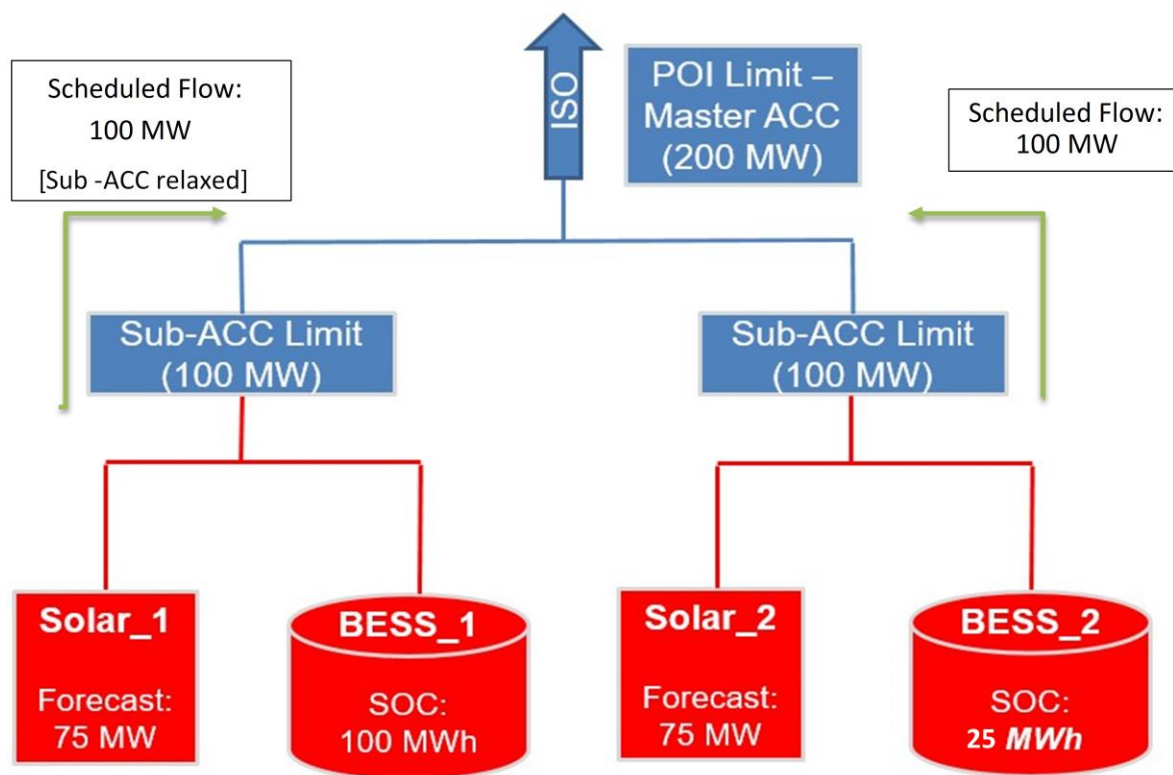 Scheduled Flow:
100 MW
[Sub -ACC relaxed]
ISO
POI Limit –
Master ACC
(200 MW)
Scheduled Flow:
100 MW
Sub-ACC Limit
(100 MW)
Sub-ACC Limit
(100 MW)
Solar_1
Forecast:
75 MW
BESS_1
SOC:
100 MWh
Solar_2
Forecast:
75 MW
BESS_2
SOC:
25 MWh